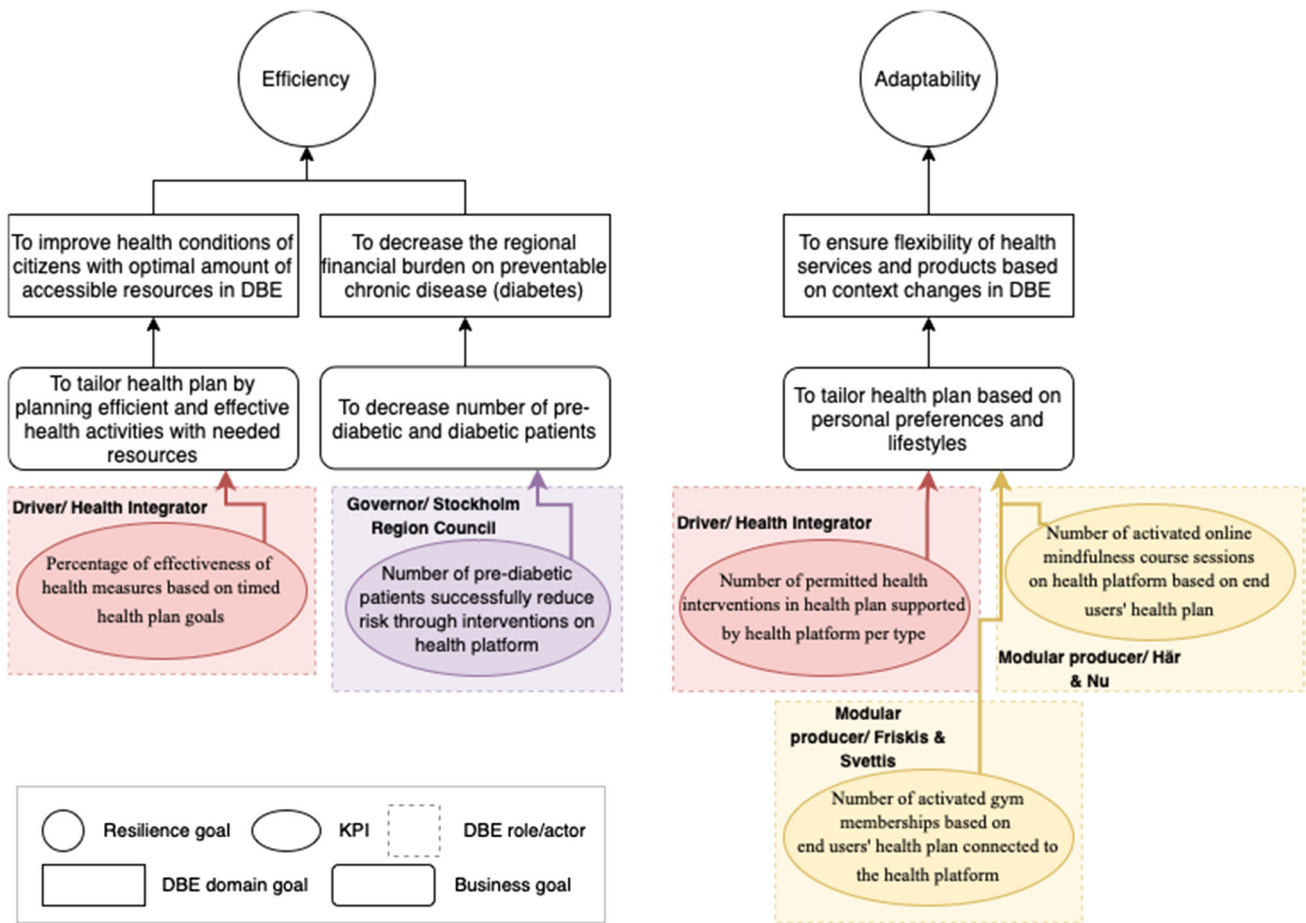 Efficiency
Adaptability
To improve health conditions of
citizens with optimal amount of
accessible resources in DBE
To decrease the regional
financial burden on preventable
chronic disease (diabetes)
To ensure flexibility of health
services and products based
on context changes in DBE
To tailor health plan by
planning efficient and effective
health activities with needed
resources
To decrease number of pre-
diabetic and diabetic patients
To tailor health plan based on
personal preferences and
lifestyles
Driver/ Health Integrator
Percentage of effectiveness of
health measures based on timed
health plan goals
Governor/ Stockholm
Region Council
Number of pre-diabetic
patients successfully reduce
risk through interventions on
health platform
Driver/ Health Integrator
Number of permitted health
interventions in health plan supported
by health platform per type
Number of activated online
mindfulness course sessions
on health platform based on end
users' health plan
Modular producer/ Här
& Nu
Modular
producer/ Friskis &
Svettis
Number of activated gym
memberships based on
end users' health plan connected to
the health platform
Resilience goal
KPI
DBE role/actor
DBE domain goal
Business goal